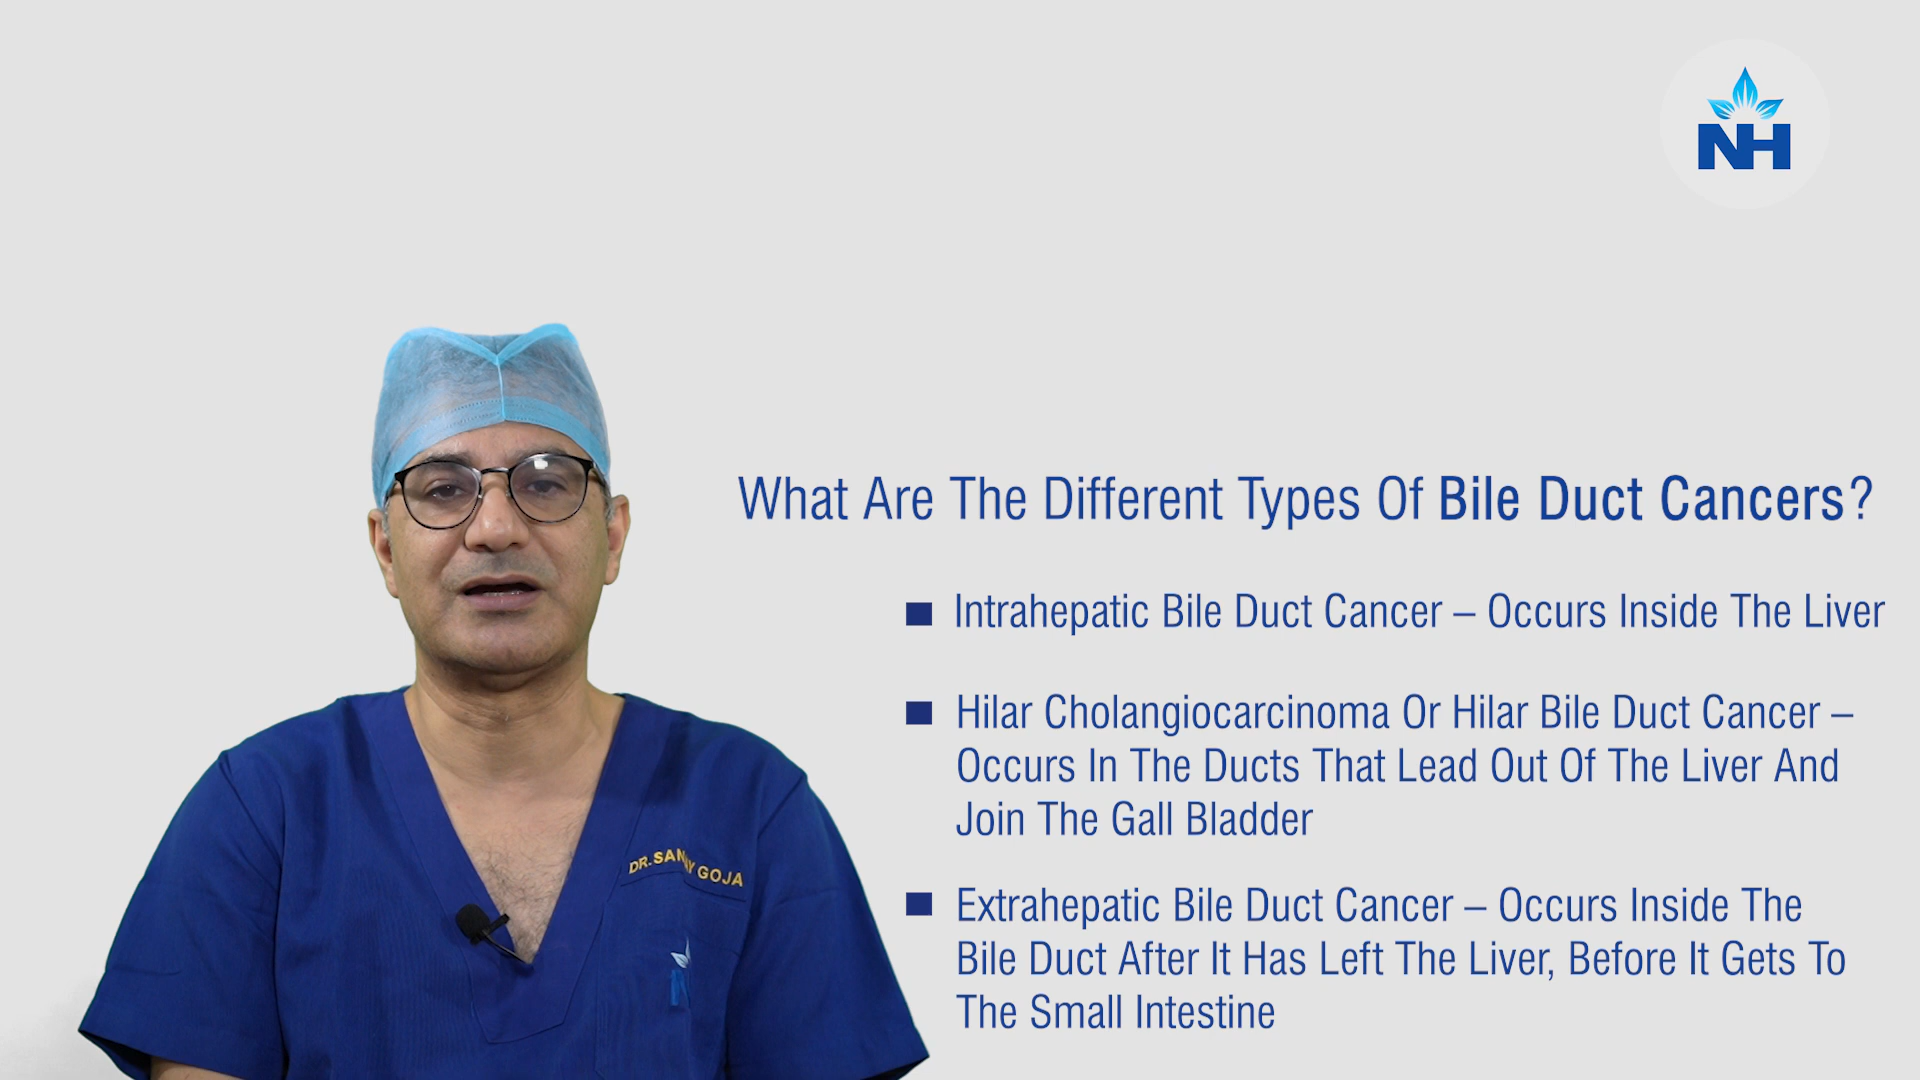 NH
What Are The Different Types Of Bile Duct Cancers?
Intrahepatic Bile Duct Cancer – Occurs Inside The Liver
Hilar Cholangiocarcinoma Or Hilar Bile Duct Cancer –
Occurs In The Ducts That Lead Out Of The Liver And
Join The Gall Bladder
DR. GOJA
Extrahepatic Bile Duct Cancer – Occurs Inside The
Bile Duct After It Has Left The Liver, Before It Gets To
The Small Intestine